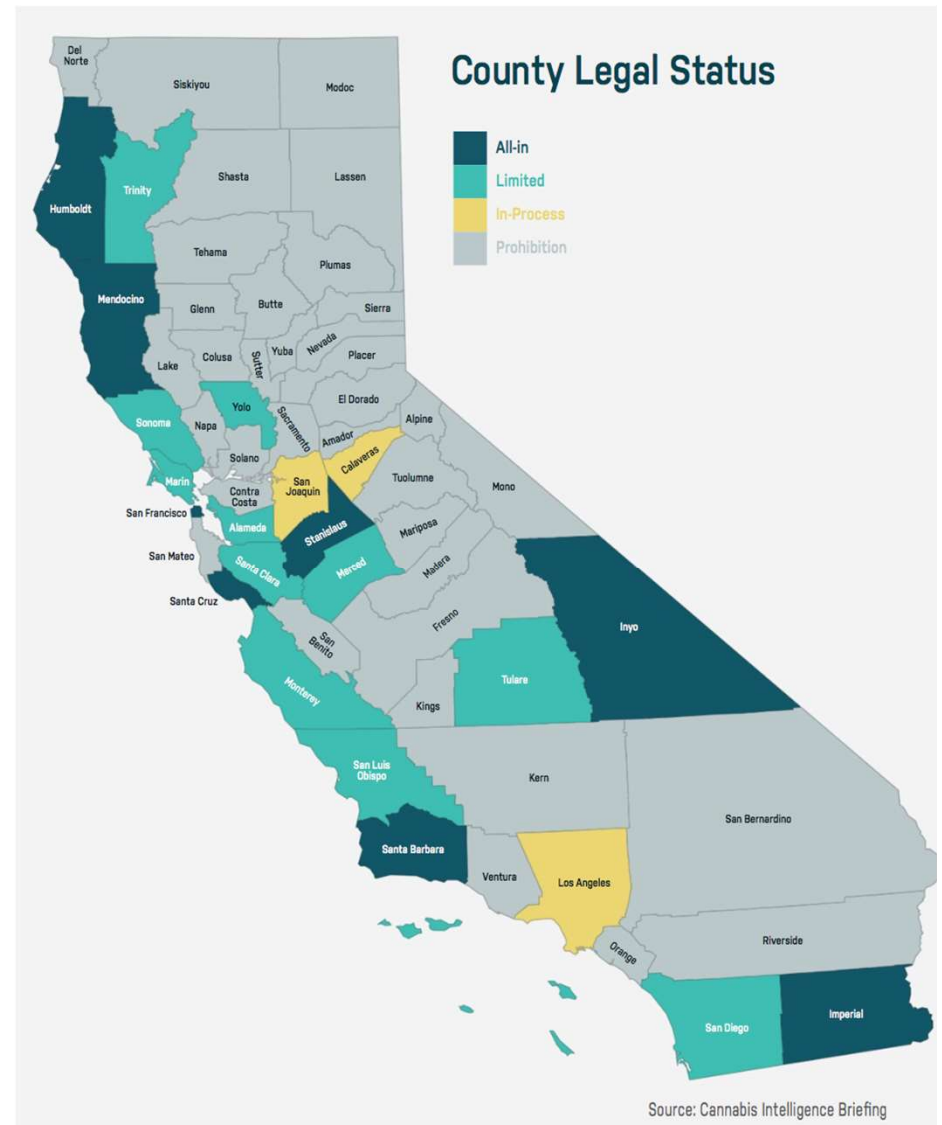 County Legal Status
All-in
Limited
In-Process
Prohibition
Del
Norte
Siskiyou
Modoc
Trinity
Shasta
Lassen
Humboldt
Tehama
Plumas
Mendocino
Glenn
Butte
Sierra
Lake
Colusa
Sutter
Yuba
Nevada
Placer
Yolo
El Dorado
Sonoma
Napa
Sacramento
Alpine
Amador
Solano
Calaveras
Marin
San
Joaquin
Tuolumne
Mono
Contra
Costa
San Francisco
Alameda
Stanislaus
Mariposa
San Mateo
Santa Clara
Merced
Madera
Santa Cruz
Fresno
Inyo
San
Benito
Monterey
Kings
Tulare
San Luis
Obispo
Kern
San Bernardino
Santa Barbara
Ventura
Los Angeles
Orange
Riverside
San Diego
Imperial
Source: Cannabis Intelligence Briefing